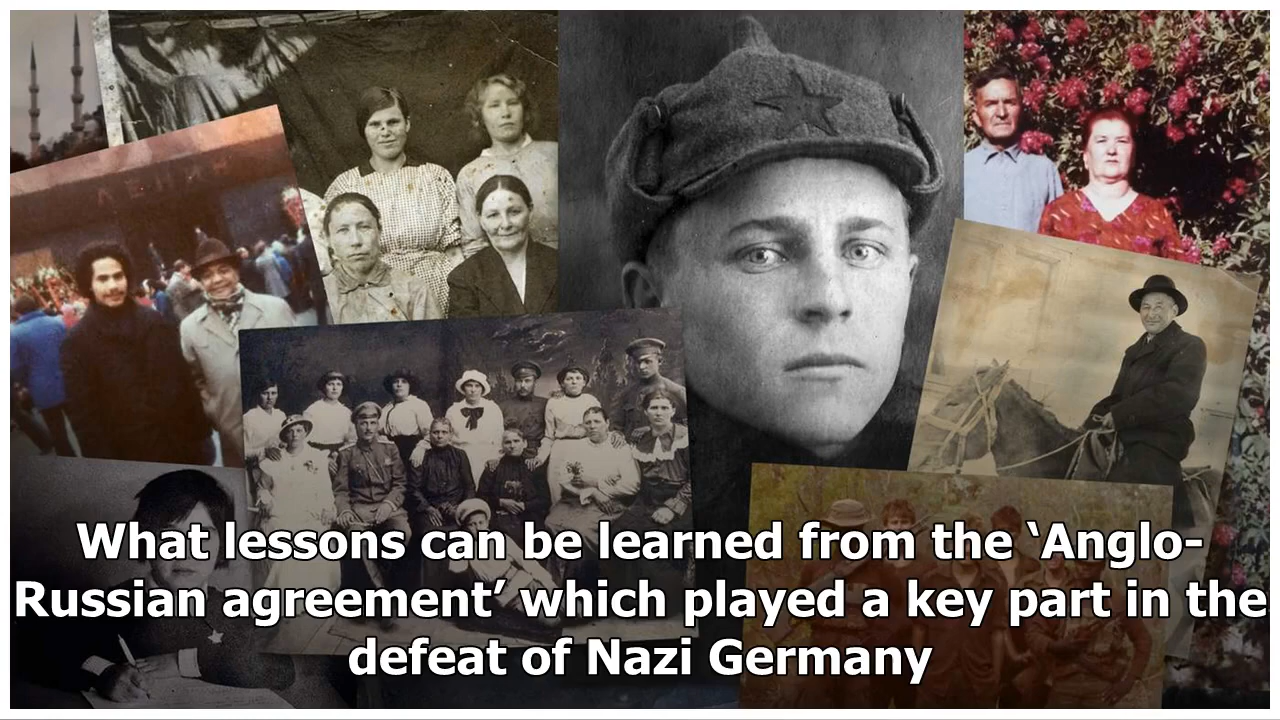 ЛЕНИН
What lessons can be learned from the ‘Anglo-
Russian agreement’ which played a key part in the
defeat of Nazi Germany